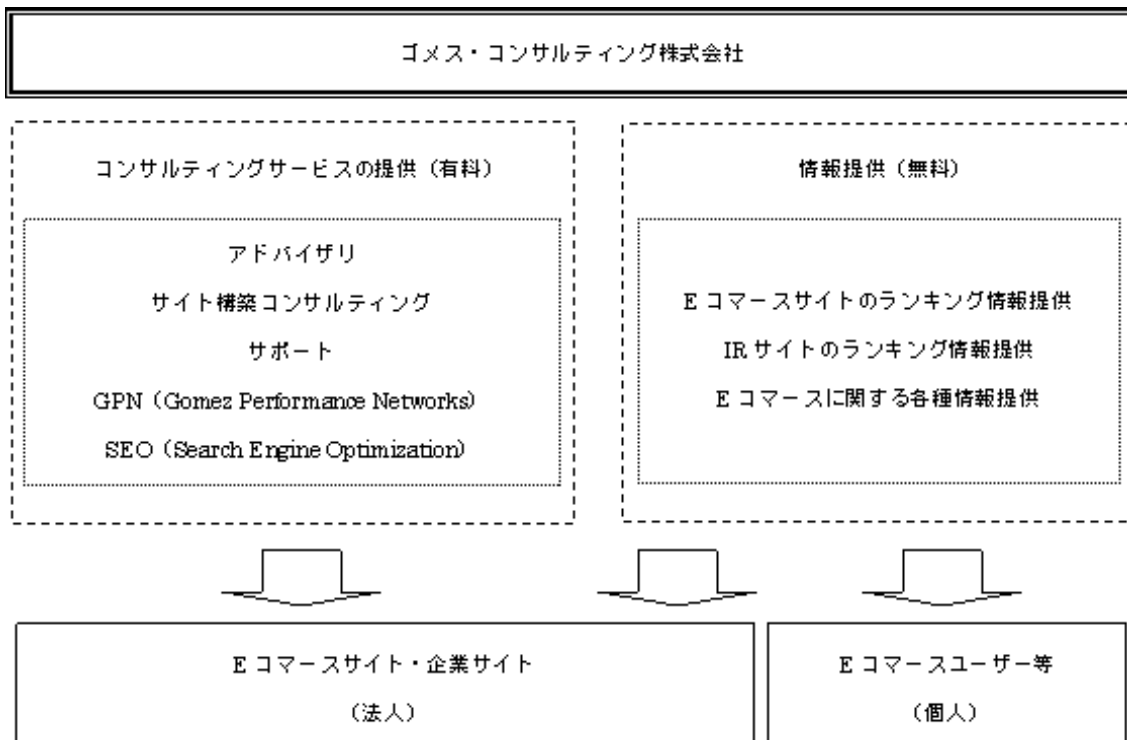 ゴメス・コンサルティング株式会社
コンサルティングサービスの提供（有料）
アドバイザリ
サイト構築コンサルティング
サポート
GPN（Gomez Performance Networks）
SEO（Search Engine Optimization）
情報提供（無料）
Eコマースサイトのランキング情報提供
IRサイトのランキング情報提供
Eコマースに関する各種情報提供
Eコマースサイト・企業サイト
（法人）
Eコマースユーザー等
（個人）